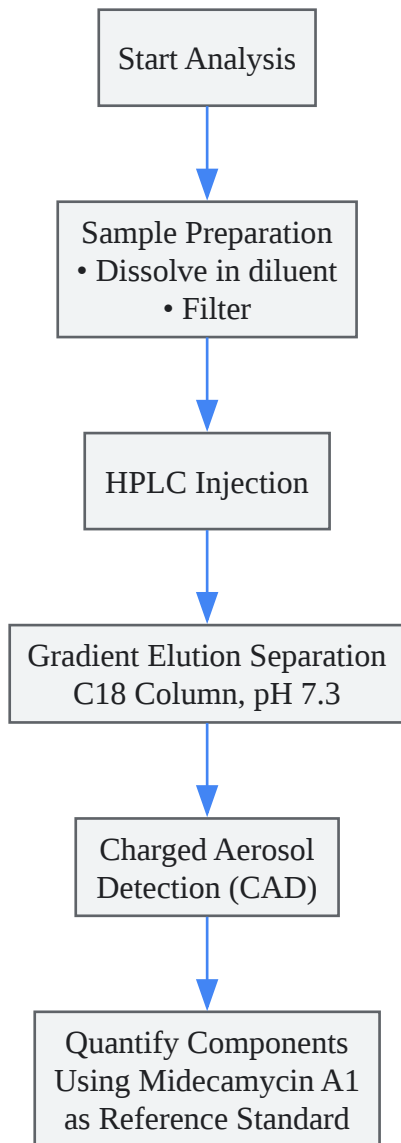 Start Analysis
Sample Preparation
• Dissolve in diluent
• Filter
HPLC Injection
Gradient Elution Separation
C18 Column, pH 7.3
Charged Aerosol
Detection (CAD)
Quantify Components
Using Midecamycin A1
as Reference Standard